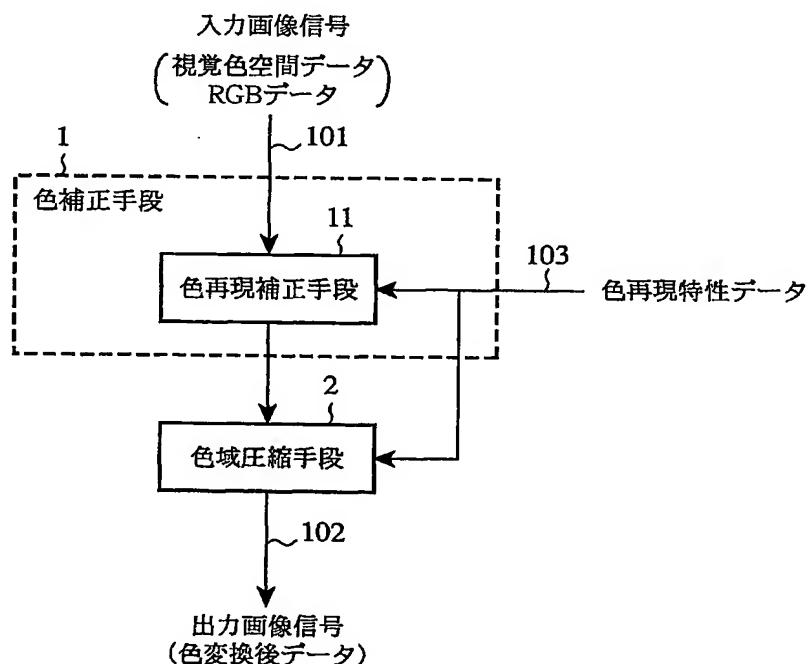 入力画像信号
視覚色空間データ
RGBデータ
101
1
色補正手段
11
103
色再現補正手段
色再現特性データ
2
色域圧縮手段
102
出力画像信号
(色変換後データ)